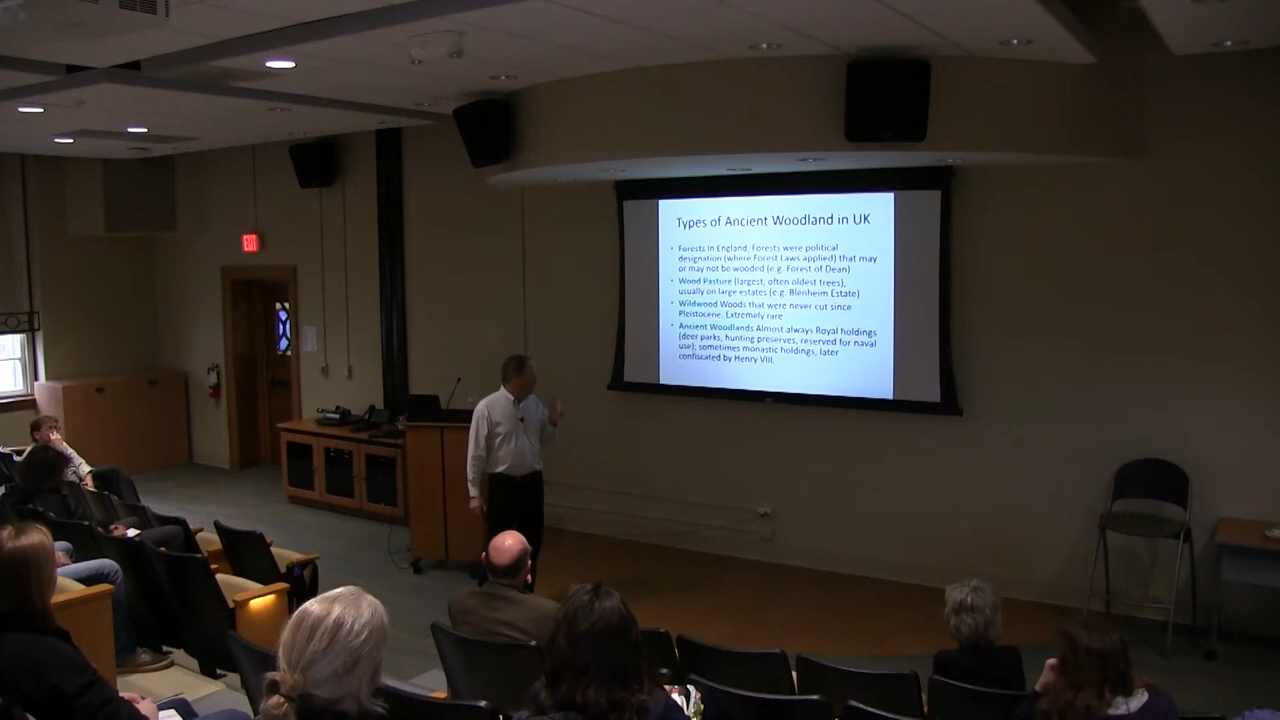 EXIT
Types of Ancient Woodland in UK
• Forests In England, Forests were political
designation (where Forest Laws applied) that may
or may not be wooded (e.g. Forest of Dean)
• Wood Pasture (largest, often oldest trees),
usually on large estates (e.g. Blenheim Estate)
• Wildwood Woods that were never cut since
Pleistocene. Extremely rare
• Ancient Woodlands Almost always Royal holdings
(deer parks, hunting preserves, reserved for naval
use); sometimes monastic holdings, later
confiscated by Henry VIII.